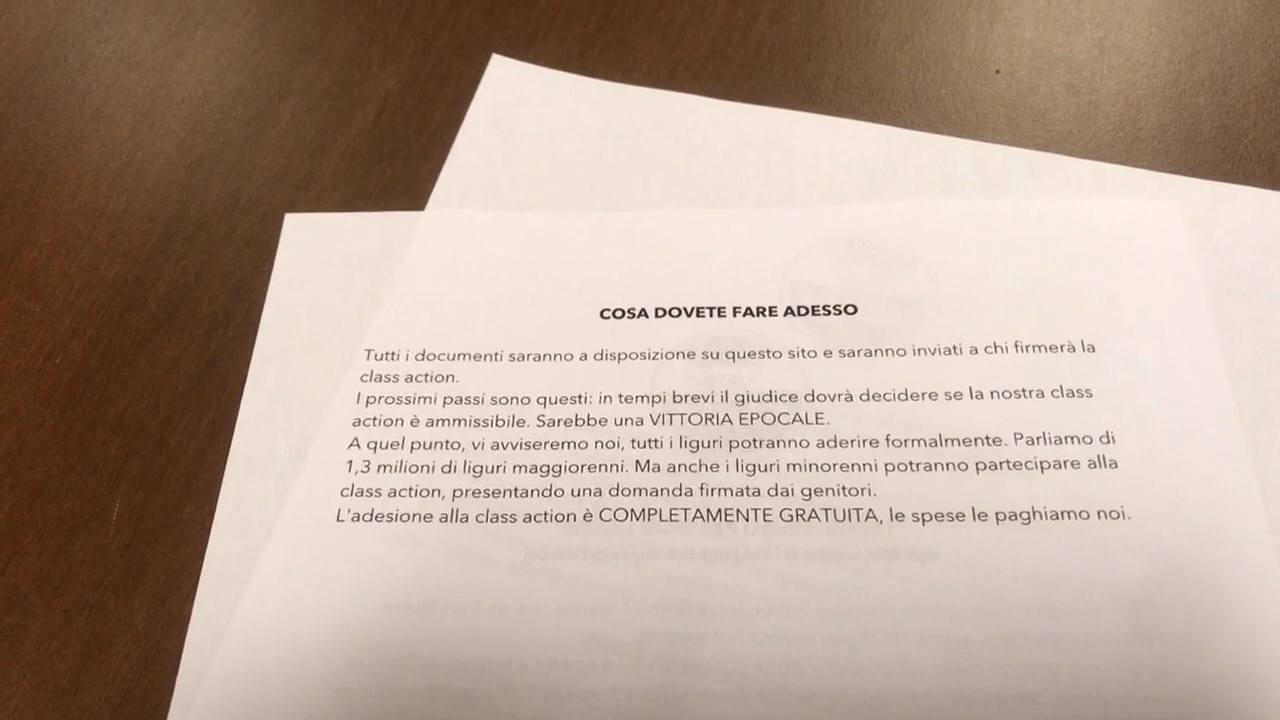 COSA DOVETE FARE ADESSO
Tutti i documenti saranno a disposizione su questo sito e saranno inviati a chi firmerà la
class action.
I prossimi passi sono questi: in tempi brevi il giudice dovrà decidere se la nostra class
action è ammissibile. Sarebbe una VITTORIA EPOCALE.
A quel punto, vi avviseremo noi, tutti i liguri potranno aderire formalmente. Parliamo di
1,3 milioni di liguri maggiorenni. Ma anche i liguri minorenni potranno partecipare alla
class action, presentando una domanda firmata dai genitori.
L'adesione alla class action è COMPLETAMENTE GRATUITA, le spese le paghiamo noi.